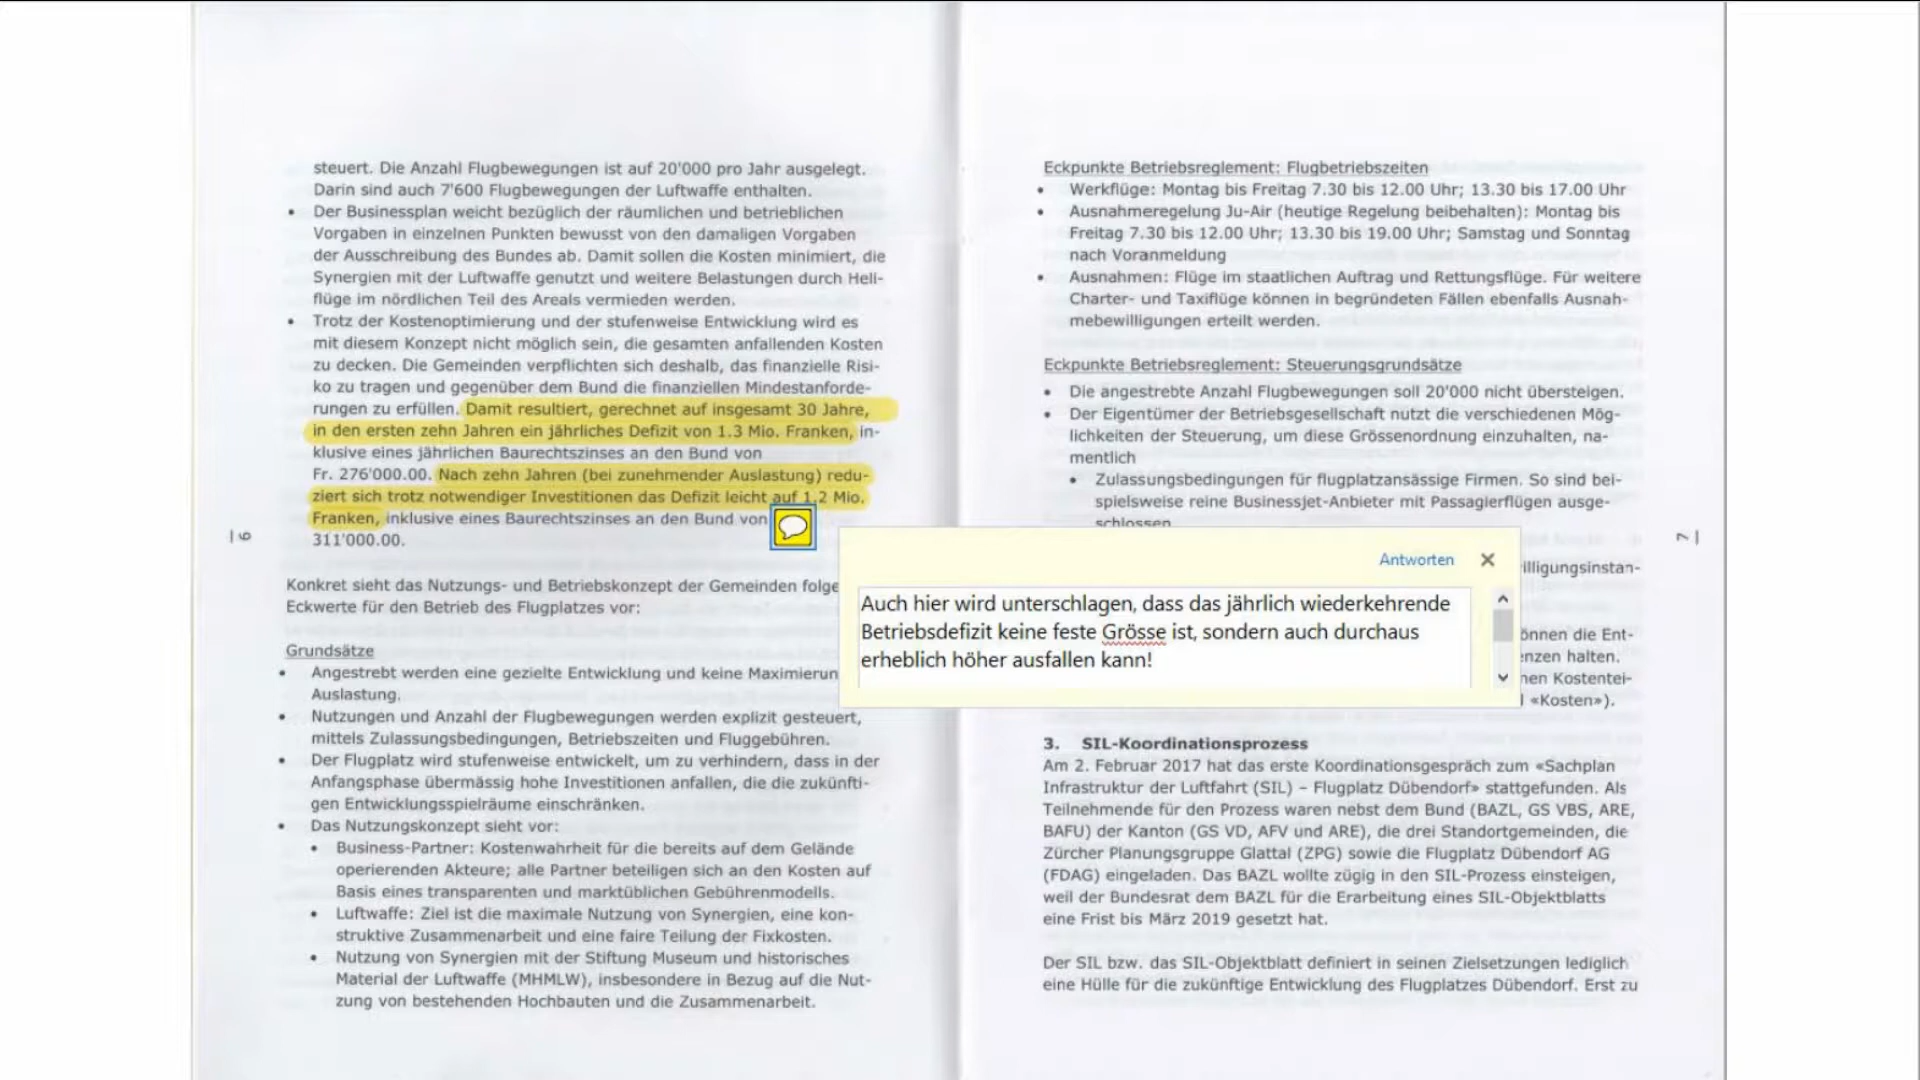 steuert. Die Anzahl Flugbewegungen ist auf 20'000 pro Jahr ausgelegt.
Darin sind auch 7'600 Flugbewegungen der Luftwaffe enthalten.
• Der Businessplan weicht bezüglich der räumlichen und betrieblichen
Vorgaben in einzelnen Punkten bewusst von den damaligen Vorgaben
der Ausschreibung des Bundes ab. Damit sollen die Kosten minimiert, die
Synergien mit der Luftwaffe genutzt und weitere Belastungen durch Heli-
flüge im nördlichen Teil des Areals vermieden werden.
• Trotz der Kostenoptimierung und der stufenweise Entwicklung wird es
mit diesem Konzept nicht möglich sein, die gesamten anfallenden Kosten
zu decken. Die Gemeinden verpflichten sich deshalb, das finanzielle Risi-
ko zu tragen und gegenüber dem Bund die finanziellen Mindestanforde-
rungen zu erfüllen. Damit resultiert, gerechnet auf insgesamt 30 Jahre,
in den ersten zehn Jahren ein jährliches Defizit von 1.3 Mio. Franken, in-
klusive eines jährlichen Baurechtszinses an den Bund von
Fr. 276'000.00. Nach zehn Jahren (bei zunehmender Auslastung) redu-
ziert sich trotz notwendiger Investitionen das Defizit leicht auf 1.2 Mio.
Franken, inklusive eines Baurechtszinses an den Bund von
311'000.00.
6
Konkret sieht das Nutzungs- und Betriebskonzept der Gemeinden folge
Eckwerte für den Betrieb des Flugplatzes vor:
Grundsätze
• Angestrebt werden eine gezielte Entwicklung und keine Maximierun
Auslastung.
• Nutzungen und Anzahl der Flugbewegungen werden explizit gesteuert,
mittels Zulassungsbedingungen, Betriebszeiten und Fluggebühren.
• Der Flugplatz wird stufenweise entwickelt, um zu verhindern, dass in der
Anfangsphase übermässig hohe Investitionen anfallen, die die zukünfti-
gen Entwicklungsspielräume einschränken.
• Das Nutzungskonzept sieht vor:
• Business-Partner: Kostenwahrheit für die bereits auf dem Gelände
operierenden Akteure; alle Partner beteiligen sich an den Kosten auf
Basis eines transparenten und marktüblichen Gebührenmodells.
• Luftwaffe: Ziel ist die maximale Nutzung von Synergien, eine kon-
struktive Zusammenarbeit und eine faire Teilung der Fixkosten.
• Nutzung von Synergien mit der Stiftung Museum und historisches
Material der Luftwaffe (MHMLW), insbesondere in Bezug auf die Nut-
zung von bestehenden Hochbauten und die Zusammenarbeit.
Eckpunkte Betriebsreglement: Flugbetriebszeiten
• Werkflüge: Montag bis Freitag 7.30 bis 12.00 Uhr; 13.30 bis 17.00 Uhr
• Ausnahmeregelung Ju-Air (heutige Regelung beibehalten): Montag bis
Freitag 7.30 bis 12.00 Uhr; 13.30 bis 19.00 Uhr; Samstag und Sonntag
nach Voranmeldung
• Ausnahmen: Flüge im staatlichen Auftrag und Rettungsflüge. Für weitere
Charter- und Taxiflüge können in begründeten Fällen ebenfalls Ausnah-
mebewilligungen erteilt werden.
Eckpunkte Betriebsreglement: Steuerungsgrundsätze
• Die angestrebte Anzahl Flugbewegungen soll 20'000 nicht übersteigen.
• Der Eigentümer der Betriebsgesellschaft nutzt die verschiedenen Mög-
lichkeiten der Steuerung, um diese Grössenordnung einzuhalten, na-
mentlich
• Zulassungsbedingungen für flugplatzansässige Firmen. So sind bei-
spielsweise reine Businessjet-Anbieter mit Passagierflügen ausge-
schlossen
7
Antworten
Auch hier wird unterschlagen, dass das jährlich wiederkehrende
Betriebsdefizit keine feste Grösse ist, sondern auch durchaus
erheblich höher ausfallen kann!
illigungsinstan-
önnen die Ent-
enzen halten.
nen Kostentei-
«Kosten»).
3. SIL-Koordinationsprozess
Am 2. Februar 2017 hat das erste Koordinationsgespräch zum «Sachplan
Infrastruktur der Luftfahrt (SIL) – Flugplatz Dübendorf» stattgefunden. Als
Teilnehmende für den Prozess waren nebst dem Bund (BAZL, GS VBS, ARE,
BAFU) der Kanton (GS VD, AFV und ARE), die drei Standortgemeinden, die
Zürcher Planungsgruppe Glattal (ZPG) sowie die Flugplatz Dübendorf AG
(FDAG) eingeladen. Das BAZL wollte zügig in den SIL-Prozess einsteigen,
weil der Bundesrat dem BAZL für die Erarbeitung eines SIL-Objektblatts
eine Frist bis März 2019 gesetzt hat.
Der SIL bzw. das SIL-Objektblatt definiert in seinen Zielsetzungen lediglich
eine Hülle für die zukünftige Entwicklung des Flugplatzes Dübendorf. Erst zu